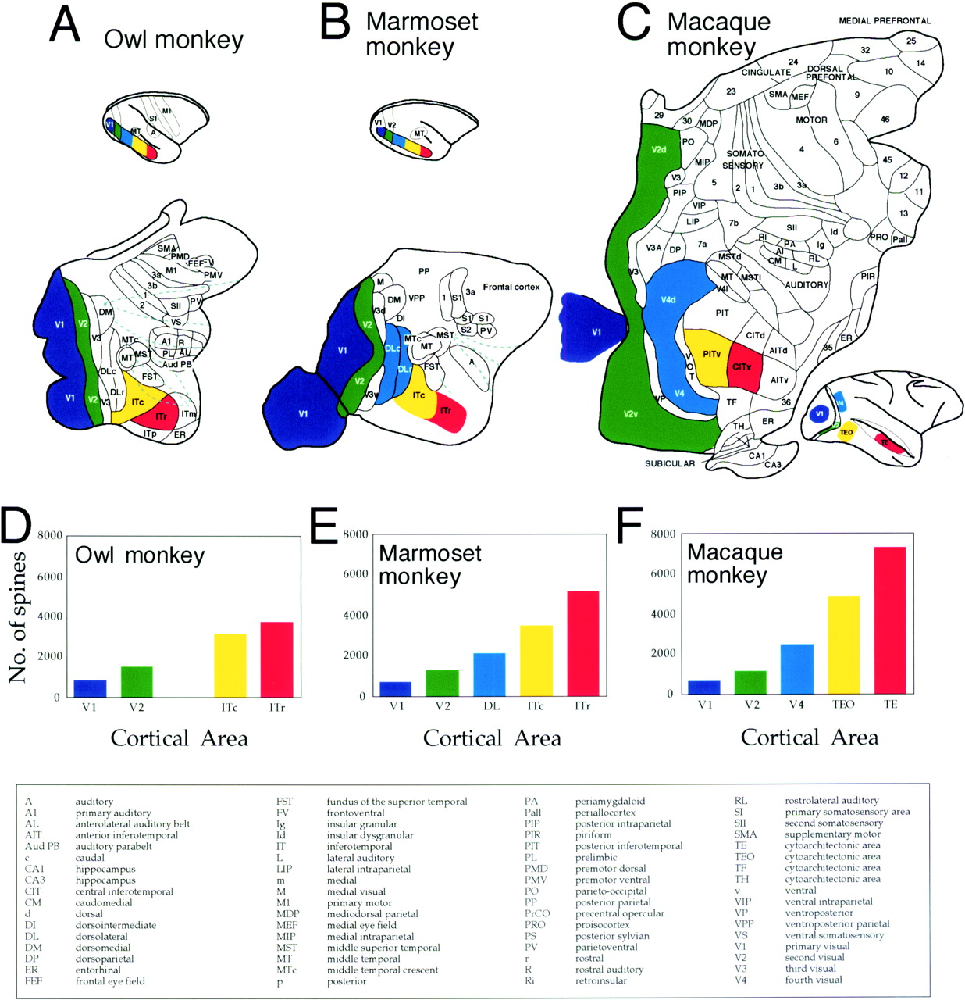 A
Owl monkey
B
Marmoset
monkey
C
Macaque
monkey
MEDIAL PREFRONTAL
V1
S1
M1
MT
A
V1
V2
MT
SMA
PMD
FEF
FV
M1
PMV
3a
3b
1
2
SII
PV
VS
DM
V1
V2
V3
MTc
MT
MST
A1
R
PL
AL
Aud PB
DLc
FST
DLr
V1
V2
V3
ITc
ITr
ITm
ITp
ER
PP
M
DM
VPP
V3d
DI
1
S1
3a
Frontal cortex
S1
S1
S2
PV
V2
V1
DLc
MTc
MT
MST
DLr
FST
A
V2
V3v
ITc
ITr
V1
25
32
14
24
CINGULATE
DORSAL
PREFONTAL
10
23
SMA
MEF
9
29
30
MDP
MOTOR
46
V2d
PO
4
6
SOMATO
SENSORY
MIP
45
V3
5
2
1
3b
3a
12
PIP
11
VIP
13
LIP
7b
SII
Id
RI
PA
Ig
PRO
Pall
V3A
DP
7a
AI
RL
MSTd
CM
L
V3
MT
MSTl
AUDITORY
PIR
V4d
V4l
PIT
V1
CITd
AITd
35
ER
PITv
CITv
V
O
T
AITv
V4
VP
TF
36
V2v
TH
ER
CA1
CA3
SUBICULAR
V1
V4
V2
TEO
TE
D
8000
6000
4000
2000
0
No. of spines
Owl monkey
V1
V2
ITc
ITr
Cortical Area
E
8000
6000
4000
2000
0
Marmoset
monkey
V1
V2
DL
ITc
ITr
Cortical Area
F
8000
6000
4000
2000
0
Macaque
monkey
V1
V2
V4
TEO
TE
Cortical Area
A auditory
A1 primary auditory
AL anterolateral auditory belt
AIT anterior inferotemporal
Aud PB auditory parabelt
c caudal
CA1 hippocampus
CA3 hippocampus
CIT central inferotemporal
CM caudomedial
d dorsal
DI dorsointermediate
DL dorsolateral
DM dorsomedial
DP dorsoparietal
ER entorhinal
FEF frontal eye field
FST fundus of the superior temporal
FV frontoventral
Ig insular granular
Id insular dysgranular
IT inferotemporal
L lateral auditory
LIP lateral intraparietal
m medial
M medial visual
M1 primary motor
MDP mediodorsal parietal
MEF medial eye field
MIP medial intraparietal
MST middle superior temporal
MT middle temporal
MTc middle temporal crescent
p posterior
PA periamygdaloid
Pall periallocortex
PIP posterior intraparietal
PIR piriform
PIT posterior inferotemporal
PL prelimbic
PMD premotor dorsal
PMV premotor ventral
PO parieto-occipital
PP posterior parietal
PrCO precentral opercular
PRO proisocortex
PS posterior sylvian
PV parietoventral
r rostral
R rostral auditory
Ri retroinsular
RL rostrolateral auditory
SI primary somatosensory area
SII second somatosensory
SMA supplementary motor
TE cytoarchitectonic area
TEO cytoarchitectonic area
TF cytoarchitectonic area
TH cytoarchitectonic area
v ventral
VIP ventral intraparietal
VP ventroposterior
VPP ventroposterior parietal
VS ventral somatosensory
V1 primary visual
V2 second visual
V3 third visual
V4 fourth visual